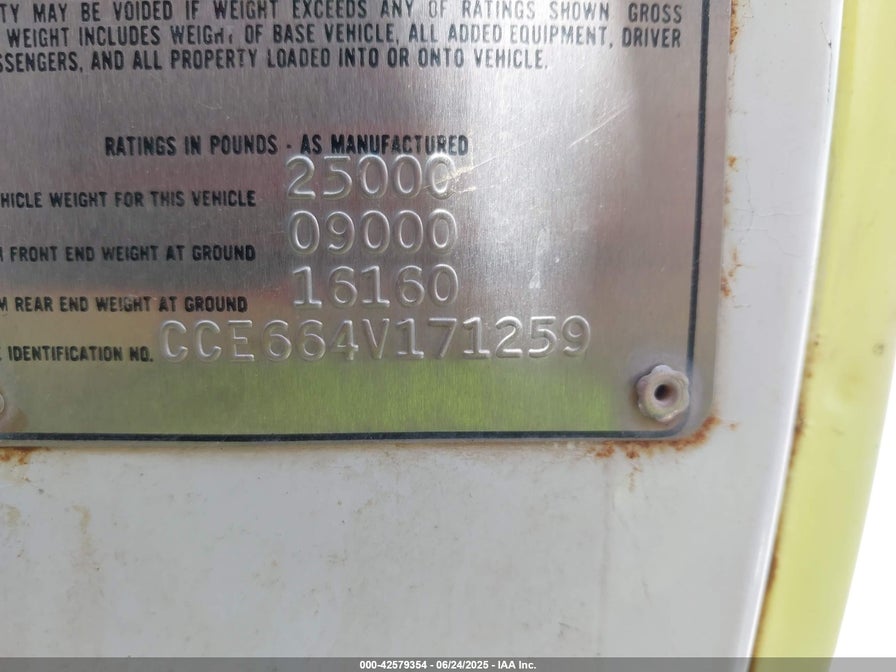 TY MAY BE VOIDED IF WEIGHT EXCEEDS ANY OF RATINGS SHOWN GROSS
WEIGHT INCLUDES WEIGHT OF BASE VEHICLE, ALL ADDED EQUIPMENT, DRIVER
SSENGERS, AND ALL PROPERTY LOADED INTO OR ONTO VEHICLE.
RATINGS IN POUNDS - AS MANUFACTURED
HICLE WEIGHT FOR THIS VEHICLE 25000
M FRONT END WEIGHT AT GROUND 09000
M REAR END WEIGHT AT GROUND 16160
E IDENTIFICATION NO. CCE664V171259
000-42579354 - 06/24/2025 - IAA Inc.